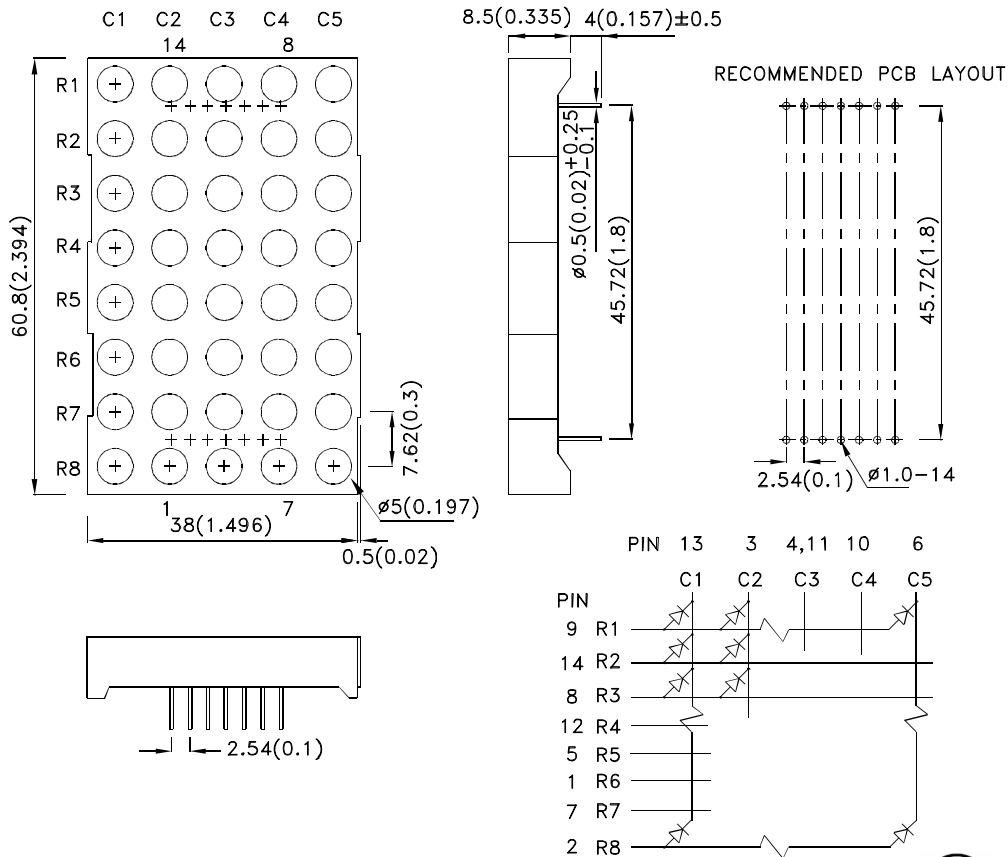 C1 C2 C3 C4 C5
14 8
R1
R2
R3
R4
R5
R6
R7
R8
60.8(2.394)
1 7
38(1.496)
0.5(0.02)
ø5(0.197)
7.62(0.3)
8.5(0.335) 4(0.157)±0.5
ø0.5(0.02)+0.25
-0.1
45.72(1.8)
RECOMMENDED PCB LAYOUT
45.72(1.8)
2.54(0.1)
ø1.0-14
2.54(0.1)
PIN 13 3 4,11 10 6
C1 C2 C3 C4 C5
PIN
9 R1
14 R2
8 R3
12 R4
5 R5
1 R6
7 R7
2 R8